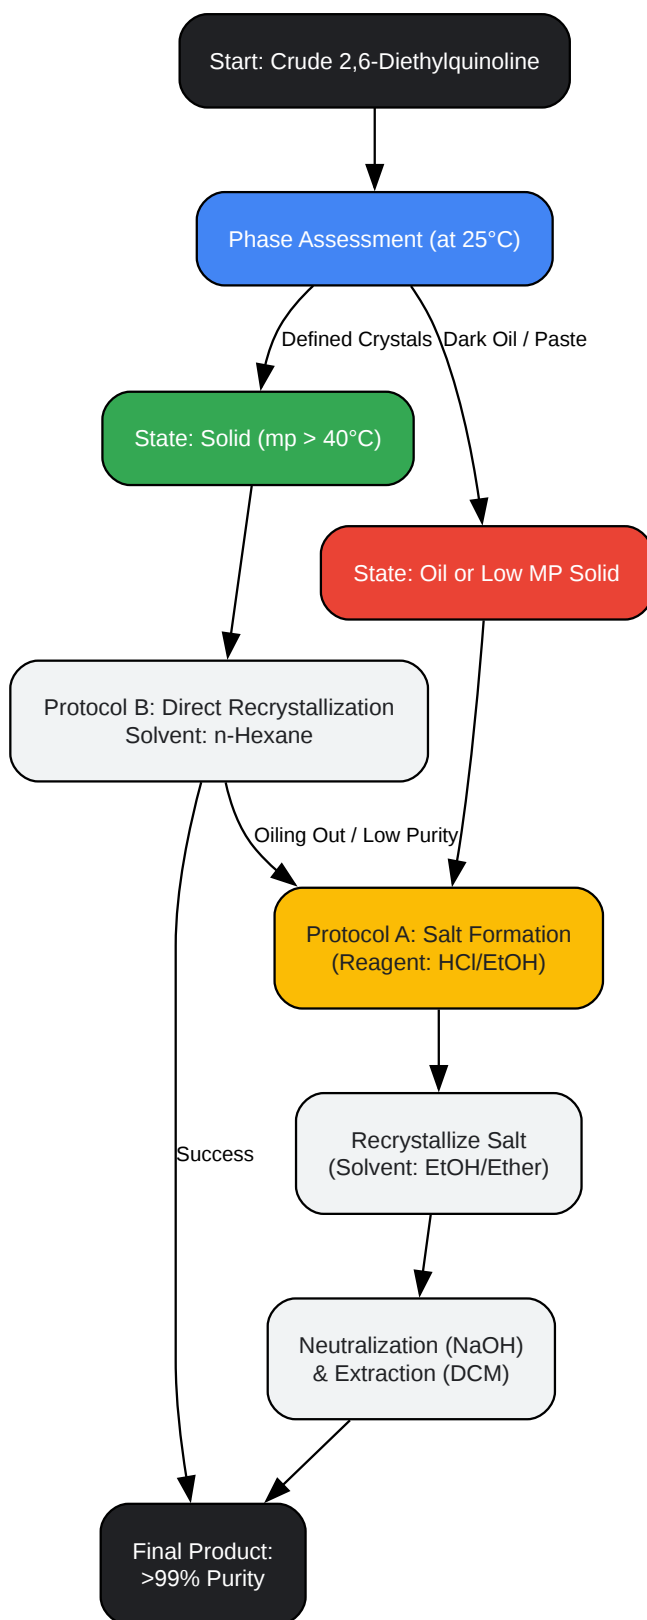 Start: Crude 2,6-Diethylquinoline
Phase Assessment (at 25°C)
Defined Crystals
Dark Oil / Paste
State: Solid (mp > 40°C)
State: Oil or Low MP Solid
Protocol B: Direct Recrystallization
Solvent: n-Hexane
Oiling Out / Low Purity
Protocol A: Salt Formation
(Reagent: HCl/EtOH)
Recrystallize Salt
(Solvent: EtOH/Ether)
Success
Neutralization (NaOH)
& Extraction (DCM)
Final Product:
>99% Purity